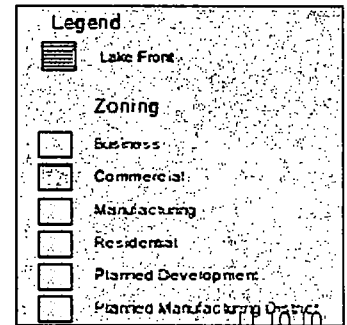 Legend
Lake Front
Zoning
Business
Commercial
Manufacturing
Residential
Planned Development
Planned Manufacturing District